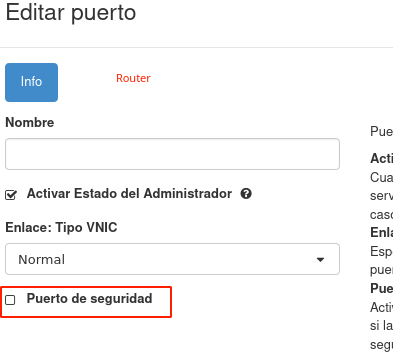 Editar puerto
Info
Router
Nombre
Activar Estado del Administrador
Enlace: Tipo VNIC
Normal
Puerto de seguridad
Pue
Acti
Cua
serv
caso
Enla
Espe
puer
Pue
Activ
si la
segu